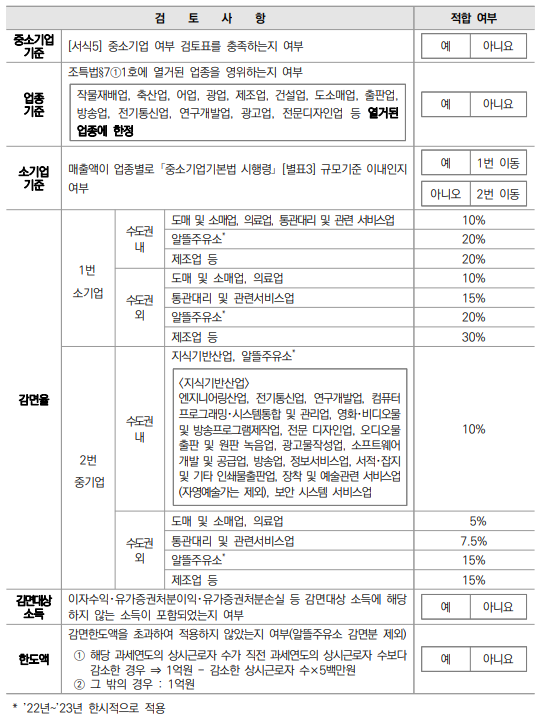 검 토 사 항 적합 여부
중소기업 기준 [서식5] 중소기업 여부 검토표를 충족하는지 여부 예 아니요
업종 기준 조특법§7①1호에 열거된 업종을 영위하는지 여부 예 아니요
작물재배업, 축산업, 어업, 광업, 제조업, 건설업, 도소매업, 출판업,
방송업, 전기통신업, 연구개발업, 광고업, 전문디자인업 등 열거된
업종에 한정
소기업 기준 매출액이 업종별로 「중소기업기본법 시행령」 [별표3] 규모기준 이내인지
여부
예 1번 이동
아니오 2번 이동
감면율
1번 소기업
수도권 내
도매 및 소매업, 의료업, 통관대리 및 관련 서비스업 10%
알뜰주유소* 20%
제조업 등 20%
수도권 외
도매 및 소매업, 의료업 10%
통관대리 및 관련서비스업 15%
알뜰주유소* 20%
제조업 등 30%
2번 중기업
수도권 내
지식기반산업, 알뜰주유소* 10%
〈지식기반산업〉
엔지니어링산업, 전기통신업, 연구개발업, 컴퓨터
프로그래밍·시스템통합 및 관리업, 영화·비디오물
및 방송프로그램제작업, 전문 디자인업, 오디오물
출판 및 원판 녹음업, 광고물작성업, 소프트웨어
개발 및 공급업, 방송업, 정보서비스업, 서적·잡지
및 기타 인쇄물출판업, 창작 및 예술관련 서비스업
(자영예술가는 제외), 보안 시스템 서비스업
수도권 외
도매 및 소매업, 의료업 5%
통관대리 및 관련서비스업 7.5%
알뜰주유소* 15%
제조업 등 15%
감면대상 소득 이자수익·유가증권처분이익·유가증권처분손실 등 감면대상 소득에 해당
하지 않는 소득이 포함되었는지 여부 예 아니요
한도액 감면한도액을 초과하여 적용하지 않았는지 여부(알뜰주유소 감면분 제외) 예 아니요
① 해당 과세연도의 상시근로자 수가 직전 과세연도의 상시근로자 수보다
감소한 경우 ⇒ 1억원 - 감소한 상시근로자 수×5백만원
② 그 밖의 경우 : 1억원
* '22년~'23년 한시적으로 적용